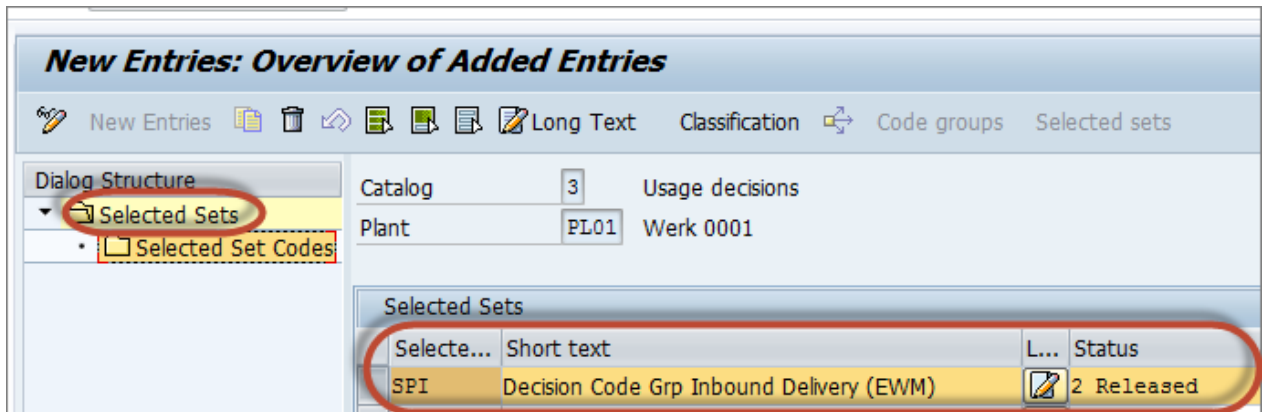 New Entries: Overview of Added Entries
New Entries Long Text Classification Code groups Selected sets
Dialog Structure
Selected Sets
Selected Set Codes
Catalog 3 Usage decisions
Plant PL01 Werk 0001
Selected Sets
Selecte... Short text L... Status
SPI Decision Code Grp Inbound Delivery (EWM) 2 Released